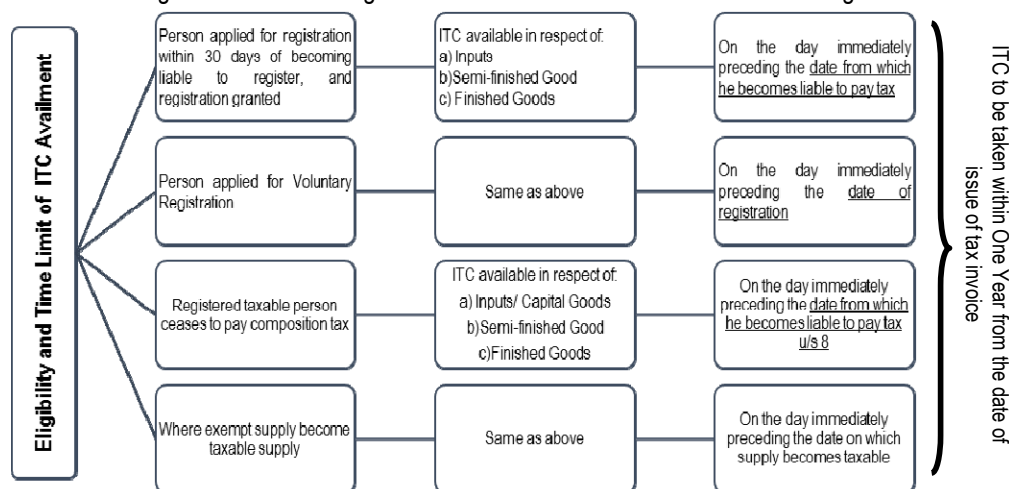 Eligibility and Time Limit of ITC Availment
Person applied for registration
within 30 days of becoming
liable to register, and
registration granted
ITC available in respect of:
a) Inputs
b)Semi-finished Good
c) Finished Goods
On the day immediately
preceding the date from which
he becomes liable to pay tax
Person applied for Voluntary
Registration
Same as above
On the day immediately
preceding the date of
registration
Registered taxable person
ceases to pay composition tax
ITC available in respect of:
a) Inputs/ Capital Goods
b)Semi-finished Good
c)Finished Goods
On the day immediately
preceding the date from which
he becomes liable to pay tax
u/s 8
Where exempt supply become
taxable supply
Same as above
On the day immediately
preceding the date on which
supply becomes taxable
ITC to be taken within One Year from the date of
issue of tax invoice